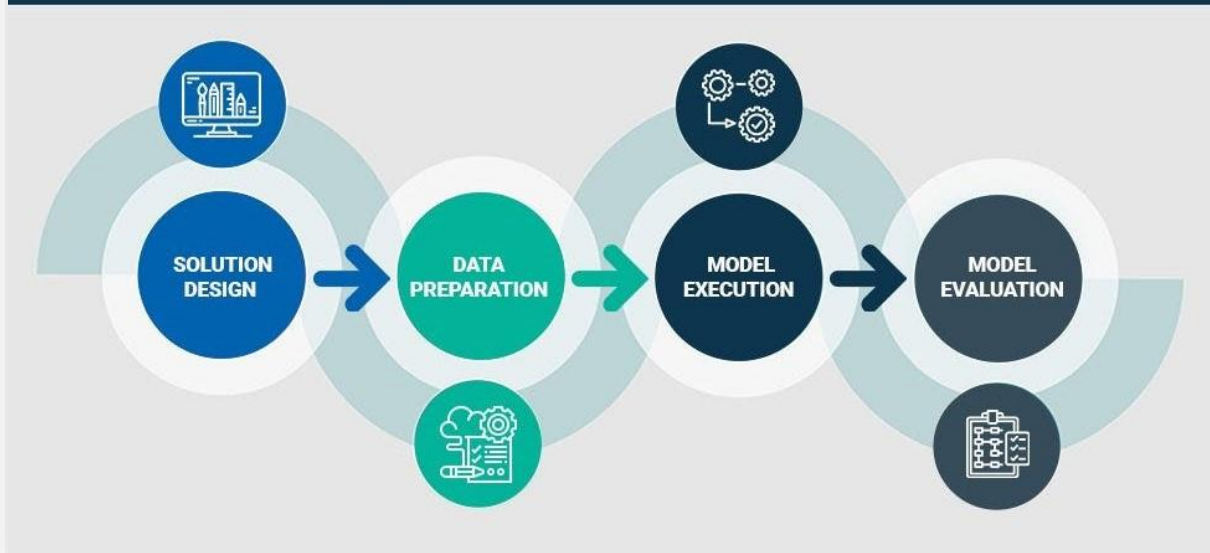 SOLUTION
DESIGN
DATA
PREPARATION
MODEL
EXECUTION
MODEL
EVALUATION